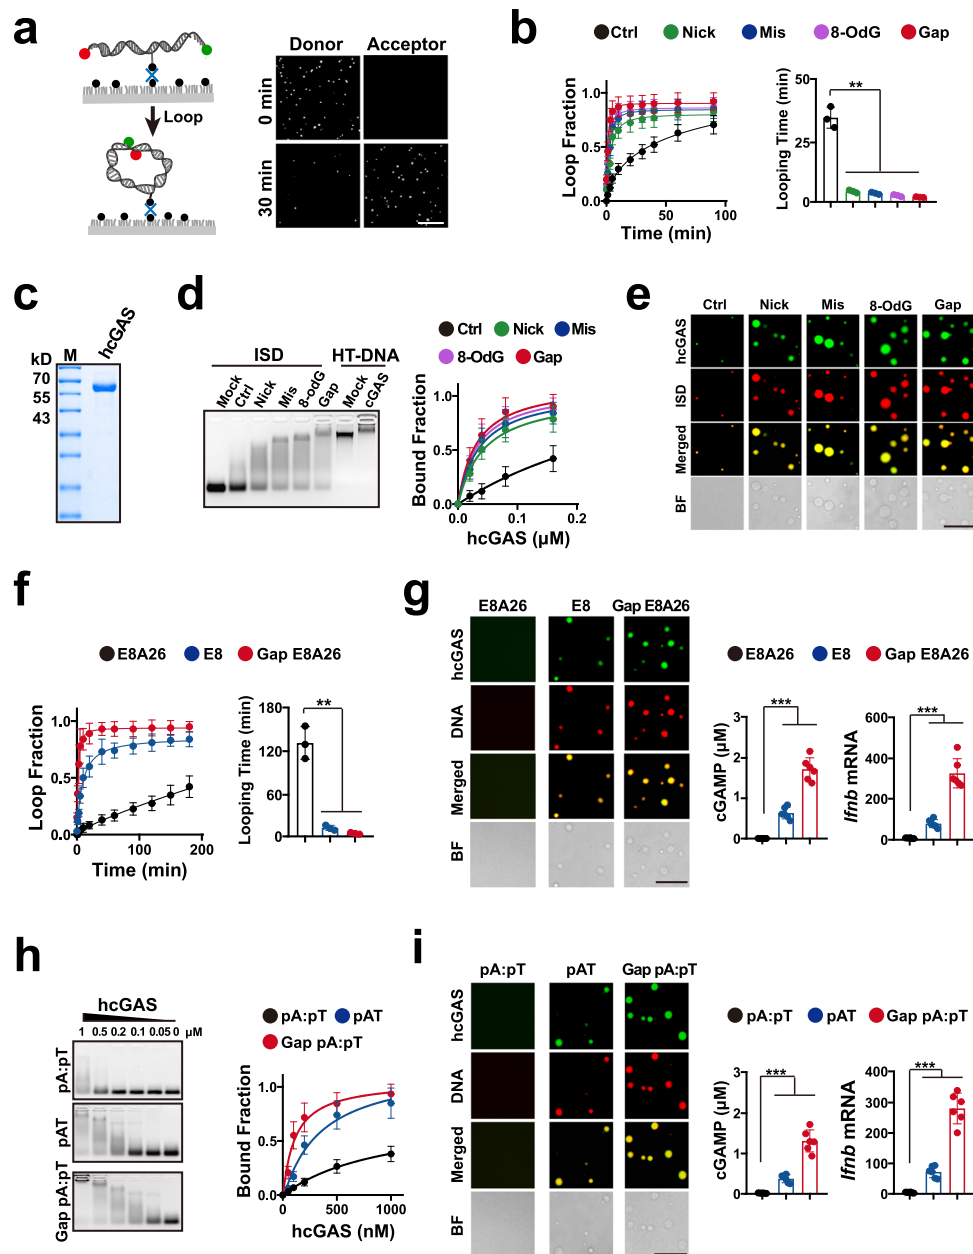 a
Loop
Donor Acceptor
0 min
30 min
b
Ctrl Nick Mis 8-OdG Gap
Loop Fraction
1.0
0.5
0.0
0 50 100
Time (min)
Looping Time (min)
50
25
0
**
c
kD M hcGAS
70
55
43
d
ISD HT-DNA
Mock Ctrl Nick Mis 8-odG Gap Mock cGAS
Ctrl Nick Mis
8-OdG Gap
Bound Fraction
1.0
0.5
0.0
0.0 0.1 0.2
hcGAS (µM)
e
Ctrl Nick Mis 8-OdG Gap
hcGAS
ISD
Merged
BF
f
E8A26 E8 Gap E8A26
Loop Fraction
1.0
0.5
0.0
0 100 200
Time (min)
Looping Time (min)
180
120
60
0
**
g
E8A26 E8 Gap E8A26
hcGAS
DNA
Merged
BF
E8A26 E8 Gap E8A26
cGAMP (µM)
3
2
1
0
***
Ifnb mRNA
600
400
200
0
***
h
hcGAS
1 0.5 0.2 0.1 0.05 0 µM
pA:pT
pAT
Gap pA:pT
pA:pT pAT
Gap pA:pT
Bound Fraction
1.0
0.5
0.0
0 500 1000
hcGAS (nM)
i
pA:pT pAT Gap pA:pT
hcGAS
DNA
Merged
BF
pA:pT pAT Gap pA:pT
cGAMP (µM)
3
2
1
0
***
Ifnb mRNA
400
300
200
100
0
***